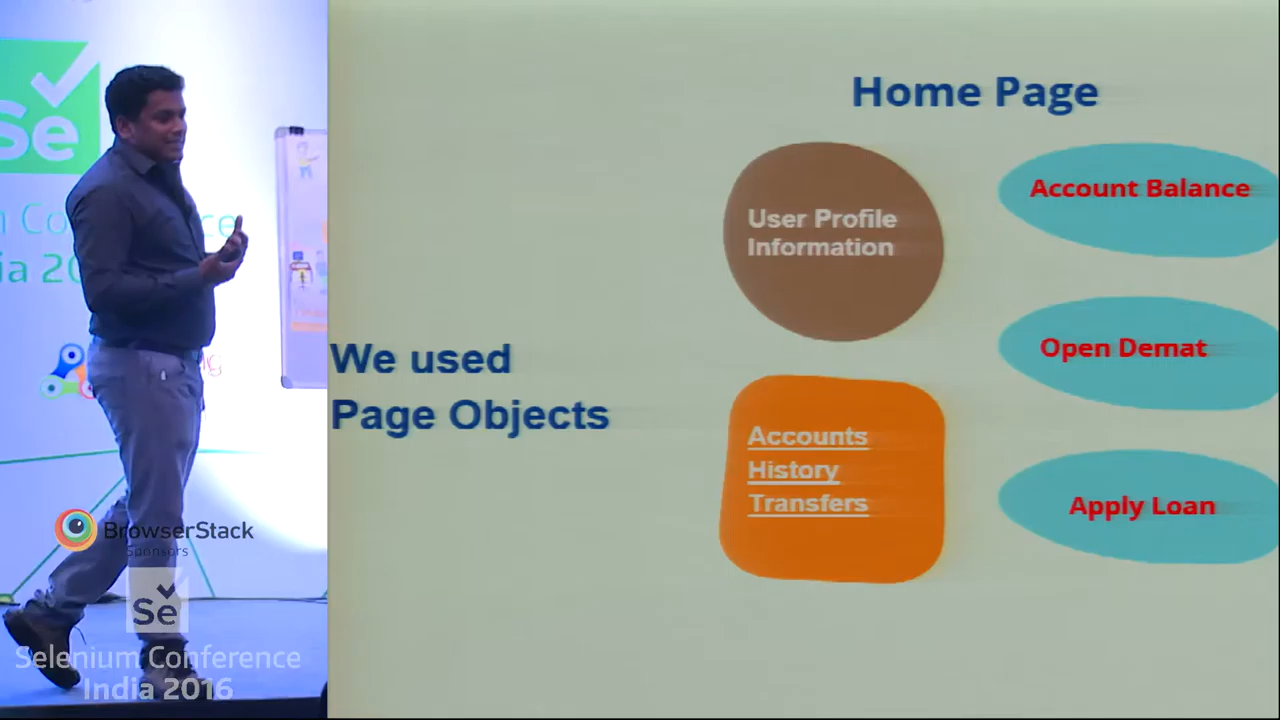 Se
Home Page
User Profile
Information
Account Balance
We used
Page Objects
Open Demat
Accounts
History
Transfers
Apply Loan
BrowserStack
Sponsors
Se
Selenium Conference
India 2016